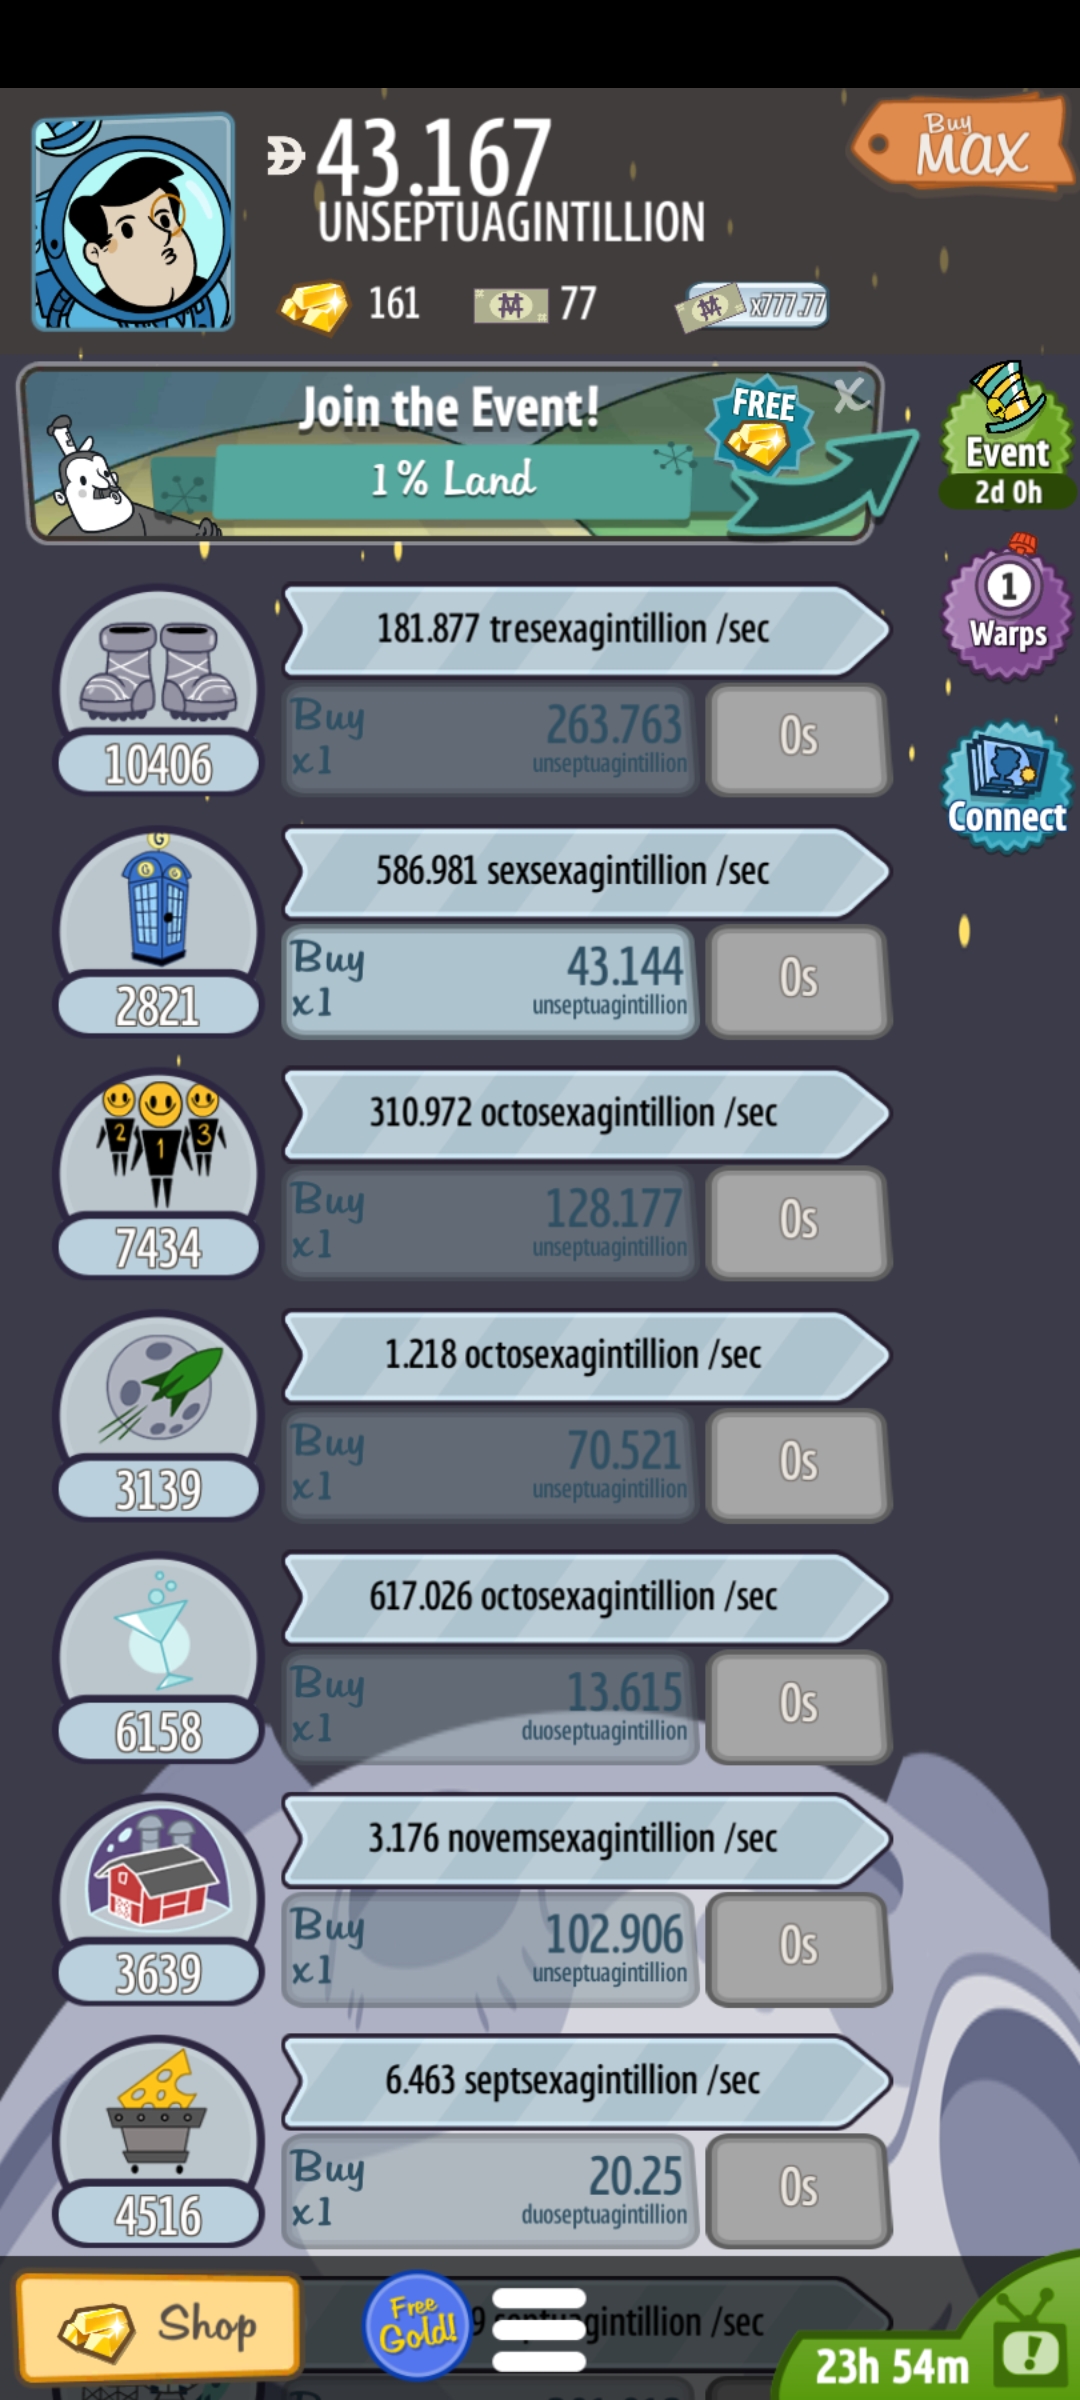 Buy
MAX
43.167
UNSEPTUAGINTILLION
161
77
x777.77
Join the Event!
FREE
X
1% Land
Event
2d 0h
1
Warps
Connect
181.877 tresexagintillion /sec
Buy
x1
263.763
unseptuagintillion
0s
10406
G
G G
586.981 sexsexagintillion /sec
Buy
x1
43.144
unseptuagintillion
0s
2821
2 1 3
310.972 octosexagintillion /sec
Buy
x1
128.177
unseptuagintillion
0s
7434
1.218 octosexagintillion /sec
Buy
x1
70.521
unseptuagintillion
0s
3139
617.026 octosexagintillion /sec
Buy
x1
13.615
duoseptuagintillion
0s
6158
3.176 novemsexagintillion /sec
Buy
x1
102.906
unseptuagintillion
0s
3639
6.463 septsexagintillion /sec
Buy
x1
20.25
duoseptuagintillion
0s
4516
Shop
Free
Gold!
/sec
23h 54m
!